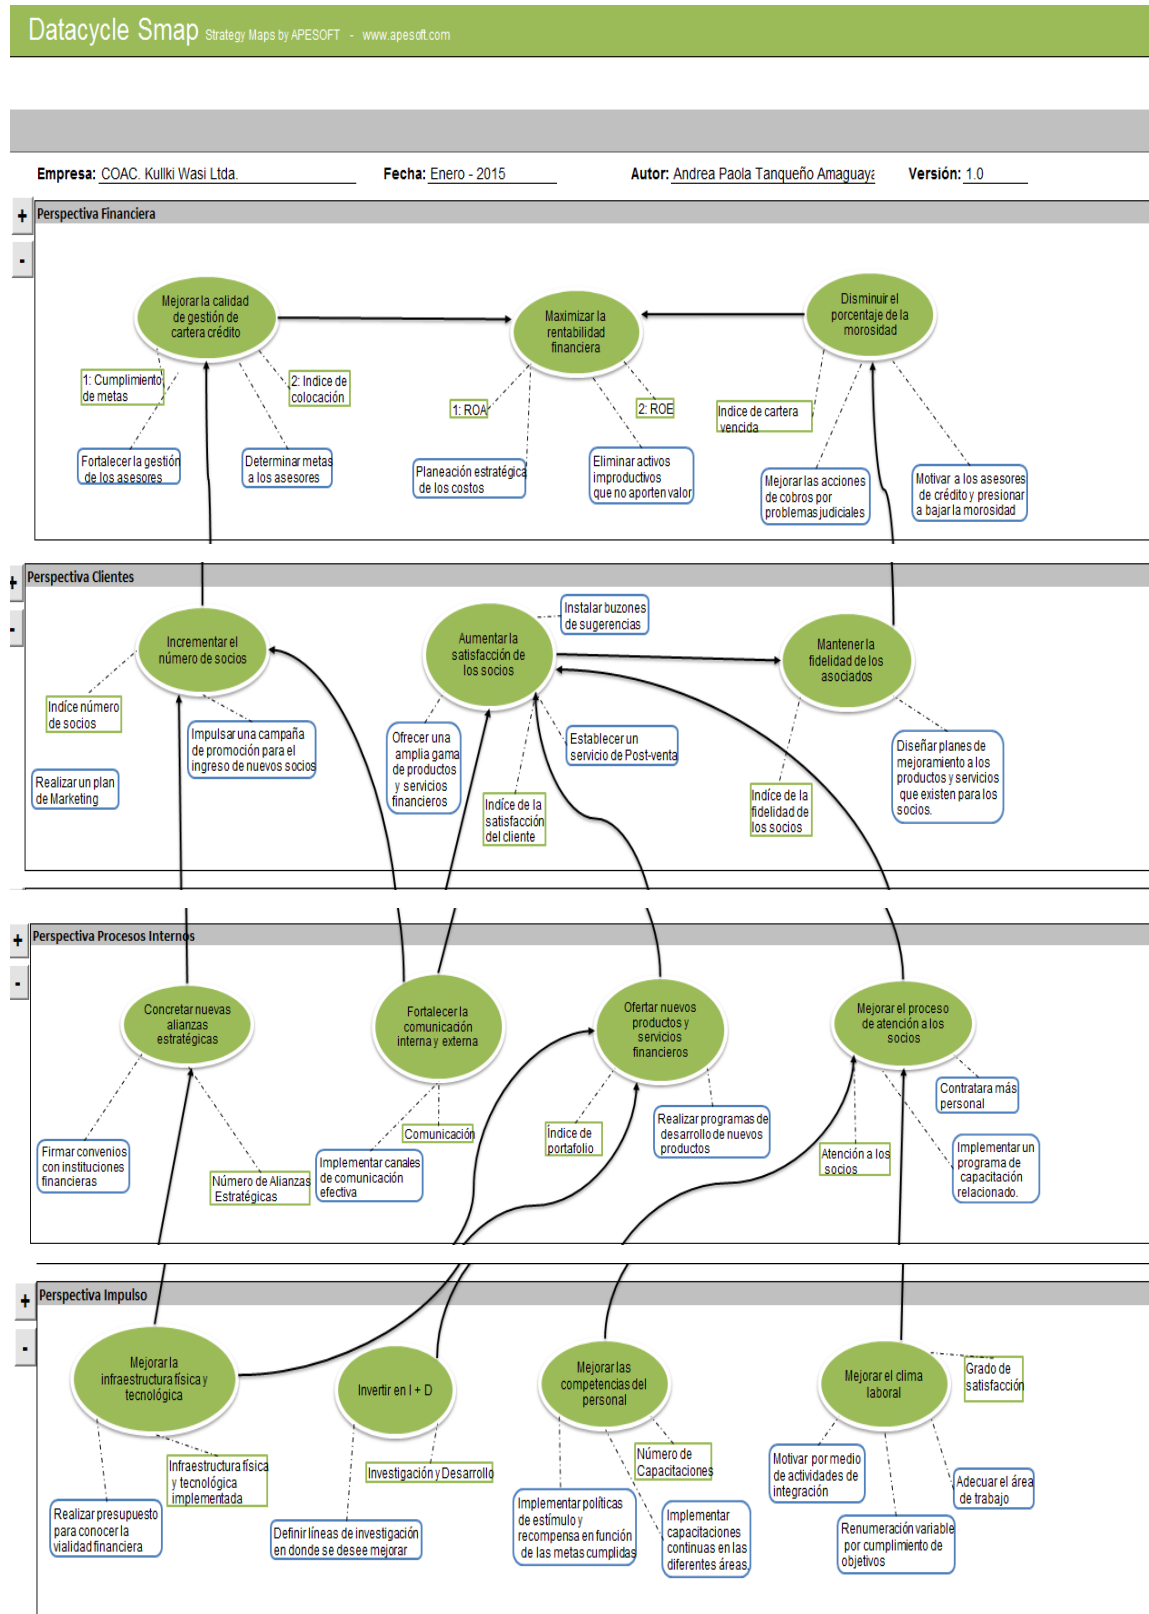 Datacycle Smap Strategy Maps by APESOFT - www.apesoft.com
Empresa: COAC. Kullki Wasi Ltda. Fecha: Enero - 2015 Autor: Andrea Paola Tanqueño Amaguaya Versión: 1.0
+
-
Perspectiva Financiera
Mejorar la calidad
de gestión de
cartera crédito
Maximizar la
rentabilidad
financiera
Disminuir el
porcentaje de la
morosidad
1: Cumplimiento
de metas
2: Indice de
colocación
1: ROA
2: ROE
Indice de cartera
vencida
Fortalecer la gestión
de los asesores
Determinar metas
a los asesores
Planeación estratégica
de los costos
Eliminar activos
improductivos
que no aporten valor
Mejorar las acciones
de cobros por
problemas judiciales
Motivar a los asesores
de crédito y presionar
a bajar la morosidad
+
-
Perspectiva Clientes
Incrementar el
número de socios
Aumentar la
satisfacción de
los socios
Instalar buzones
de sugerencias
Mantener la
fidelidad de los
asociados
Indíce número
de socios
Realizar un plan
de Marketing
Impulsar una campaña
de promoción para el
ingreso de nuevos socios
Ofrecer una
amplia gama
de productos
y servicios
financieros
Indíce de la
satisfacción
del cliente
Establecer un
servicio de Post-venta
Indíce de la
fidelidad de
los socios
Diseñar planes de
mejoramiento a los
productos y servicios
que existen para los
socios.
+
-
Perspectiva Procesos Internos
Concretar nuevas
alianzas
estratégicas
Fortalecer la
comunicación
interna y externa
Ofertar nuevos
productos y
servicios
financieros
Mejorar el proceso
de atención a los
socios
Firmar convenios
con instituciones
financieras
Número de Alianzas
Estratégicas
Implementar canales
de comunicación
efectiva
Comunicación
Índice de
portafolio
Realizar programas de
desarrollo de nuevos
productos
Atención a los
socios
Contratara más
personal
Implementar un
programa de
capacitación
relacionado.
+
-
Perspectiva Impulso
Mejorar la
infraestructura física y
tecnológica
Invertir en I + D
Mejorar las
competencias del
personal
Mejorar el clima
laboral
Grado de
satisfacción
Realizar presupuesto
para conocer la
vialidad financiera
Infraestructura física
y tecnológica
implementada
Investigación y Desarrollo
Definir líneas de investigación
en donde se desee mejorar
Implementar políticas
de estímulo y
recompensa en función
de las metas cumplidas
Número de
Capacitaciones
Implementar
capacitaciones
continuas en las
diferentes áreas.
Motivar por medio
de actividades de
integración
Renumeración variable
por cumplimiento de
objetivos
Adecuar el área
de trabajo